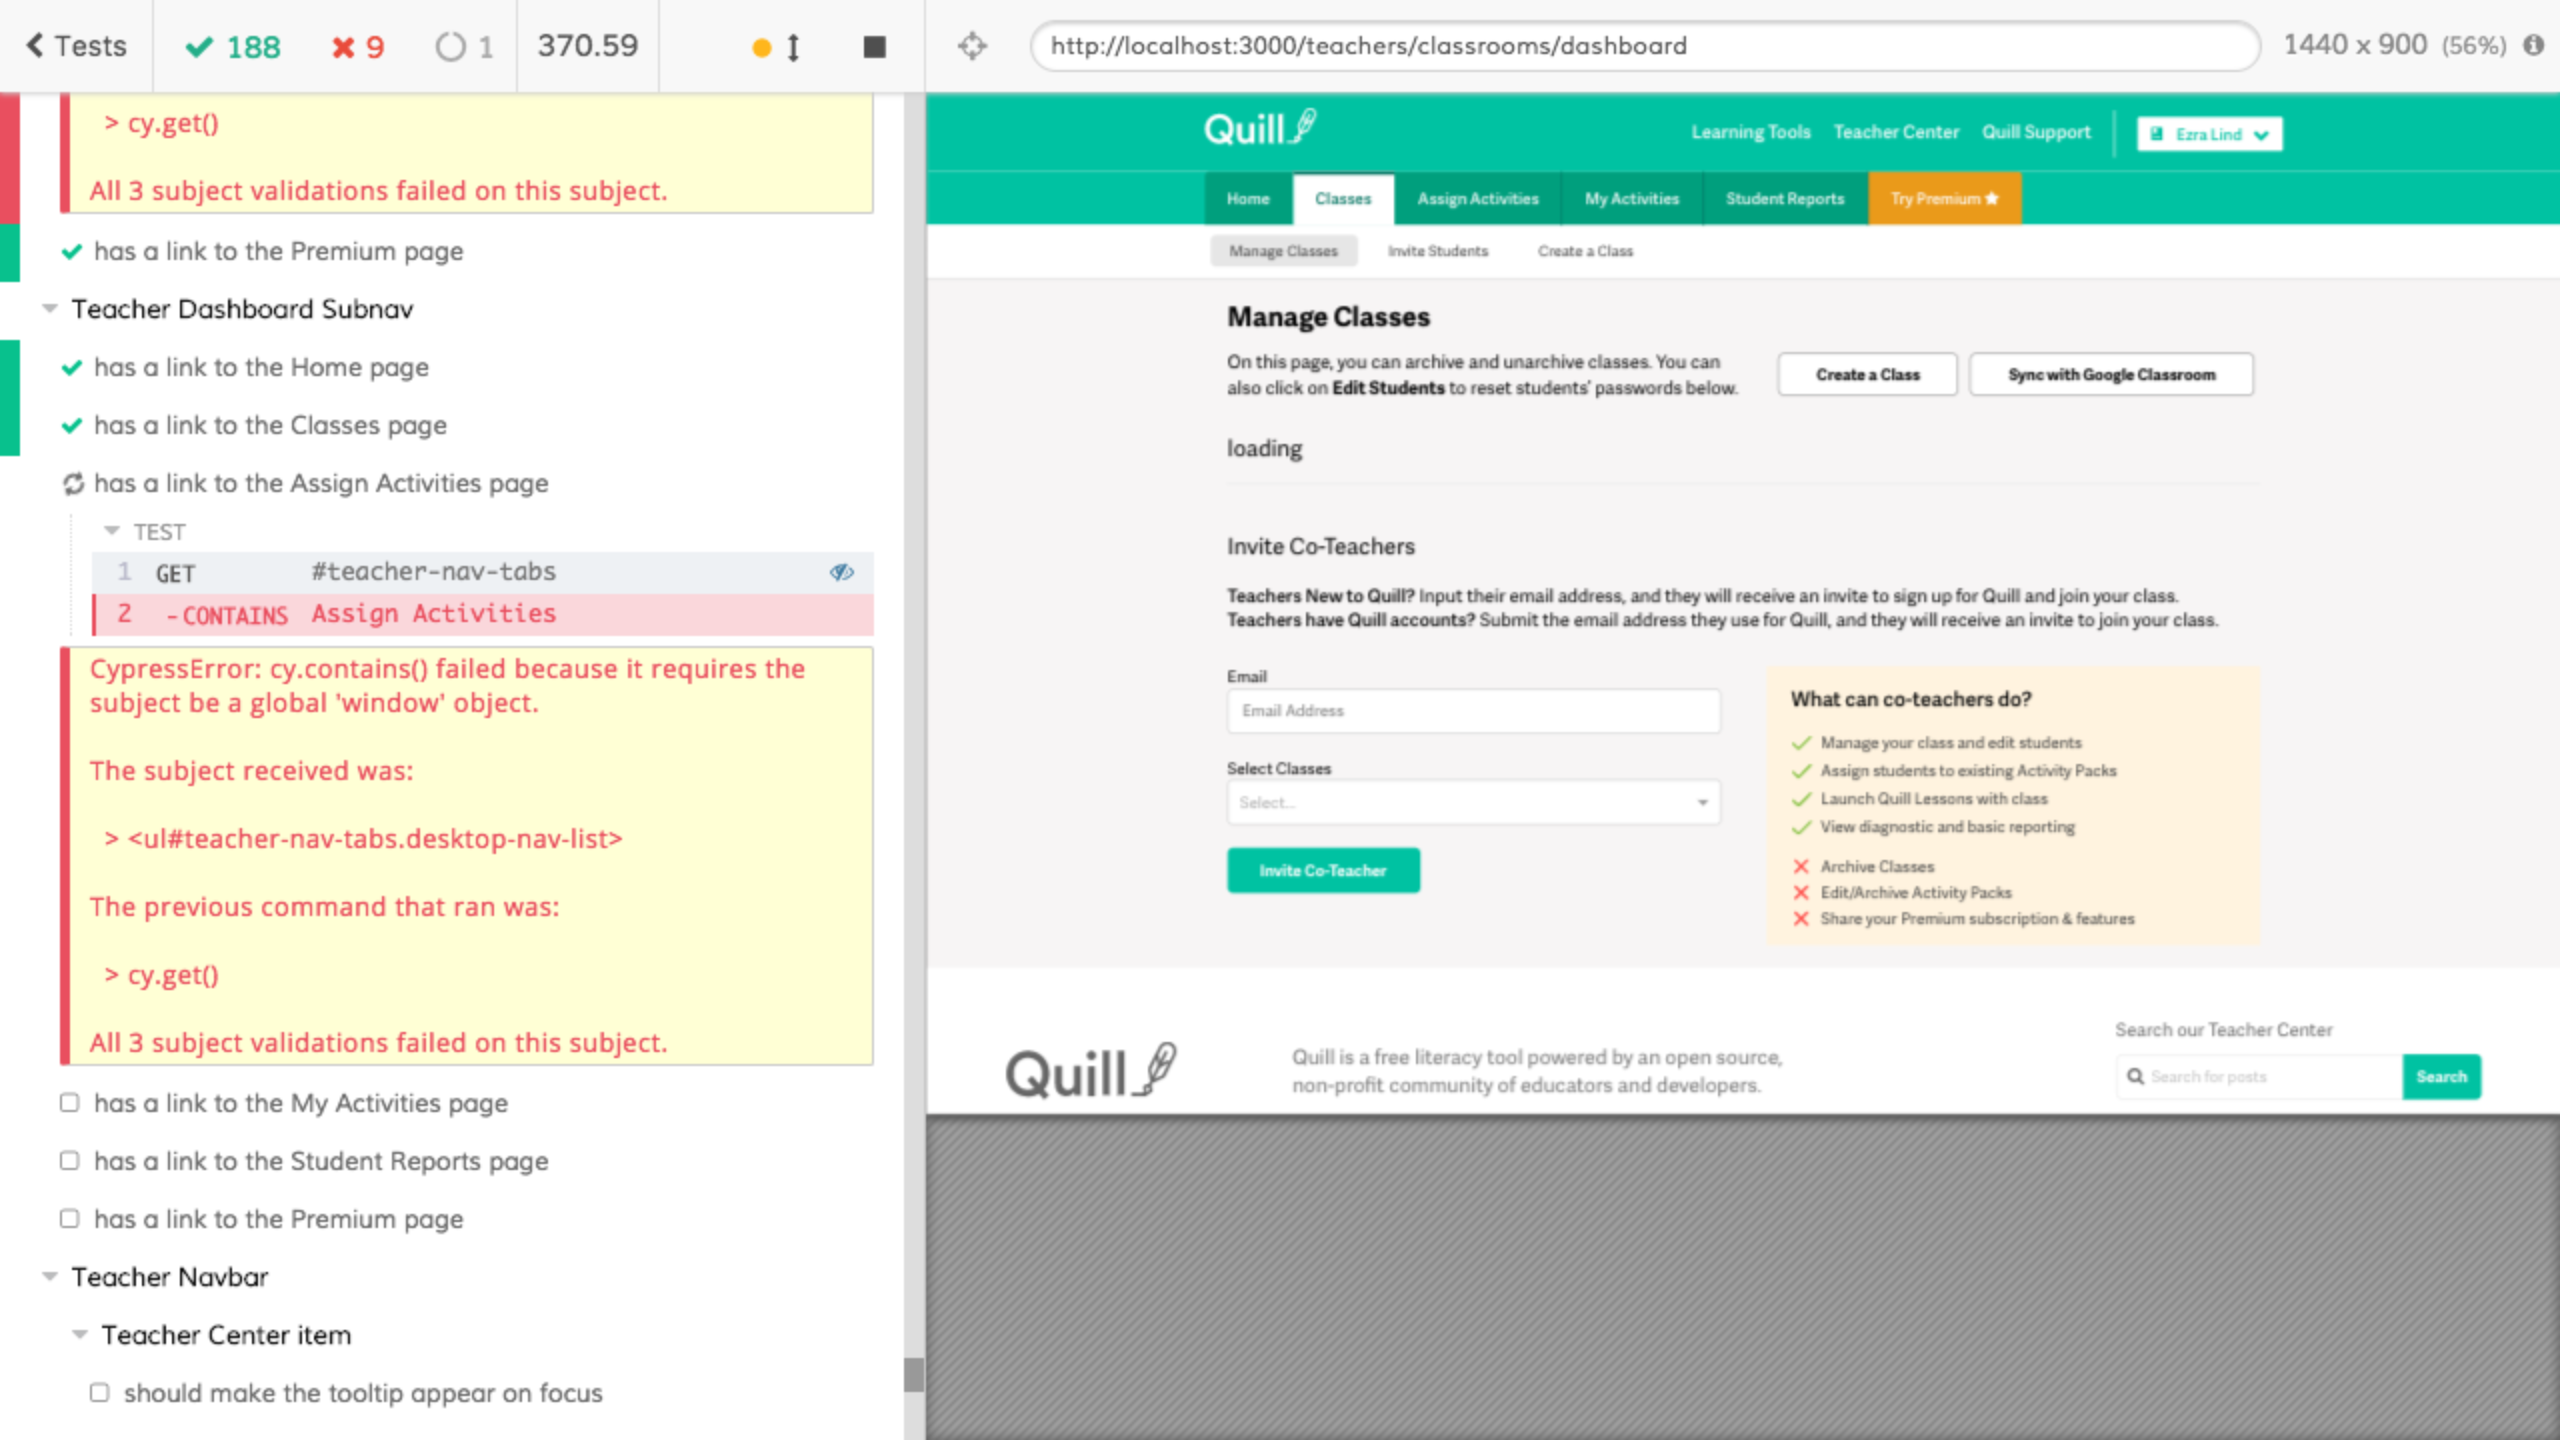 Tests
188
9
1
370.59
http://localhost:3000/teachers/classrooms/dashboard
1440 x 900 (56%)
> cy.get()
All 3 subject validations failed on this subject.
has a link to the Premium page
Teacher Dashboard Subnav
has a link to the Home page
has a link to the Classes page
has a link to the Assign Activities page
TEST
1 GET #teacher-nav-tabs
2 -CONTAINS Assign Activities
CypressError: cy.contains() failed because it requires the
subject be a global 'window' object.
The subject received was:
> <ul#teacher-nav-tabs.desktop-nav-list>
The previous command that ran was:
> cy.get()
All 3 subject validations failed on this subject.
has a link to the My Activities page
has a link to the Student Reports page
has a link to the Premium page
Teacher Navbar
Teacher Center item
should make the tooltip appear on focus
Quill
Learning Tools Teacher Center Quill Support
Ezra Lind
Home Classes Assign Activities My Activities Student Reports Try Premium
Manage Classes Invite Students Create a Class
Manage Classes
On this page, you can archive and unarchive classes. You can
also click on Edit Students to reset students' passwords below.
Create a Class
Sync with Google Classroom
loading
Invite Co-Teachers
Teachers New to Quill? Input their email address, and they will receive an invite to sign up for Quill and join your class.
Teachers have Quill accounts? Submit the email address they use for Quill, and they will receive an invite to join your class.
Email
Email Address
Select Classes
Select...
Invite Co-Teacher
What can co-teachers do?
Manage your class and edit students
Assign students to existing Activity Packs
Launch Quill Lessons with class
View diagnostic and basic reporting
Archive Classes
Edit/Archive Activity Packs
Share your Premium subscription & features
Quill
Quill is a free literacy tool powered by an open source,
non-profit community of educators and developers.
Search our Teacher Center
Search for posts
Search